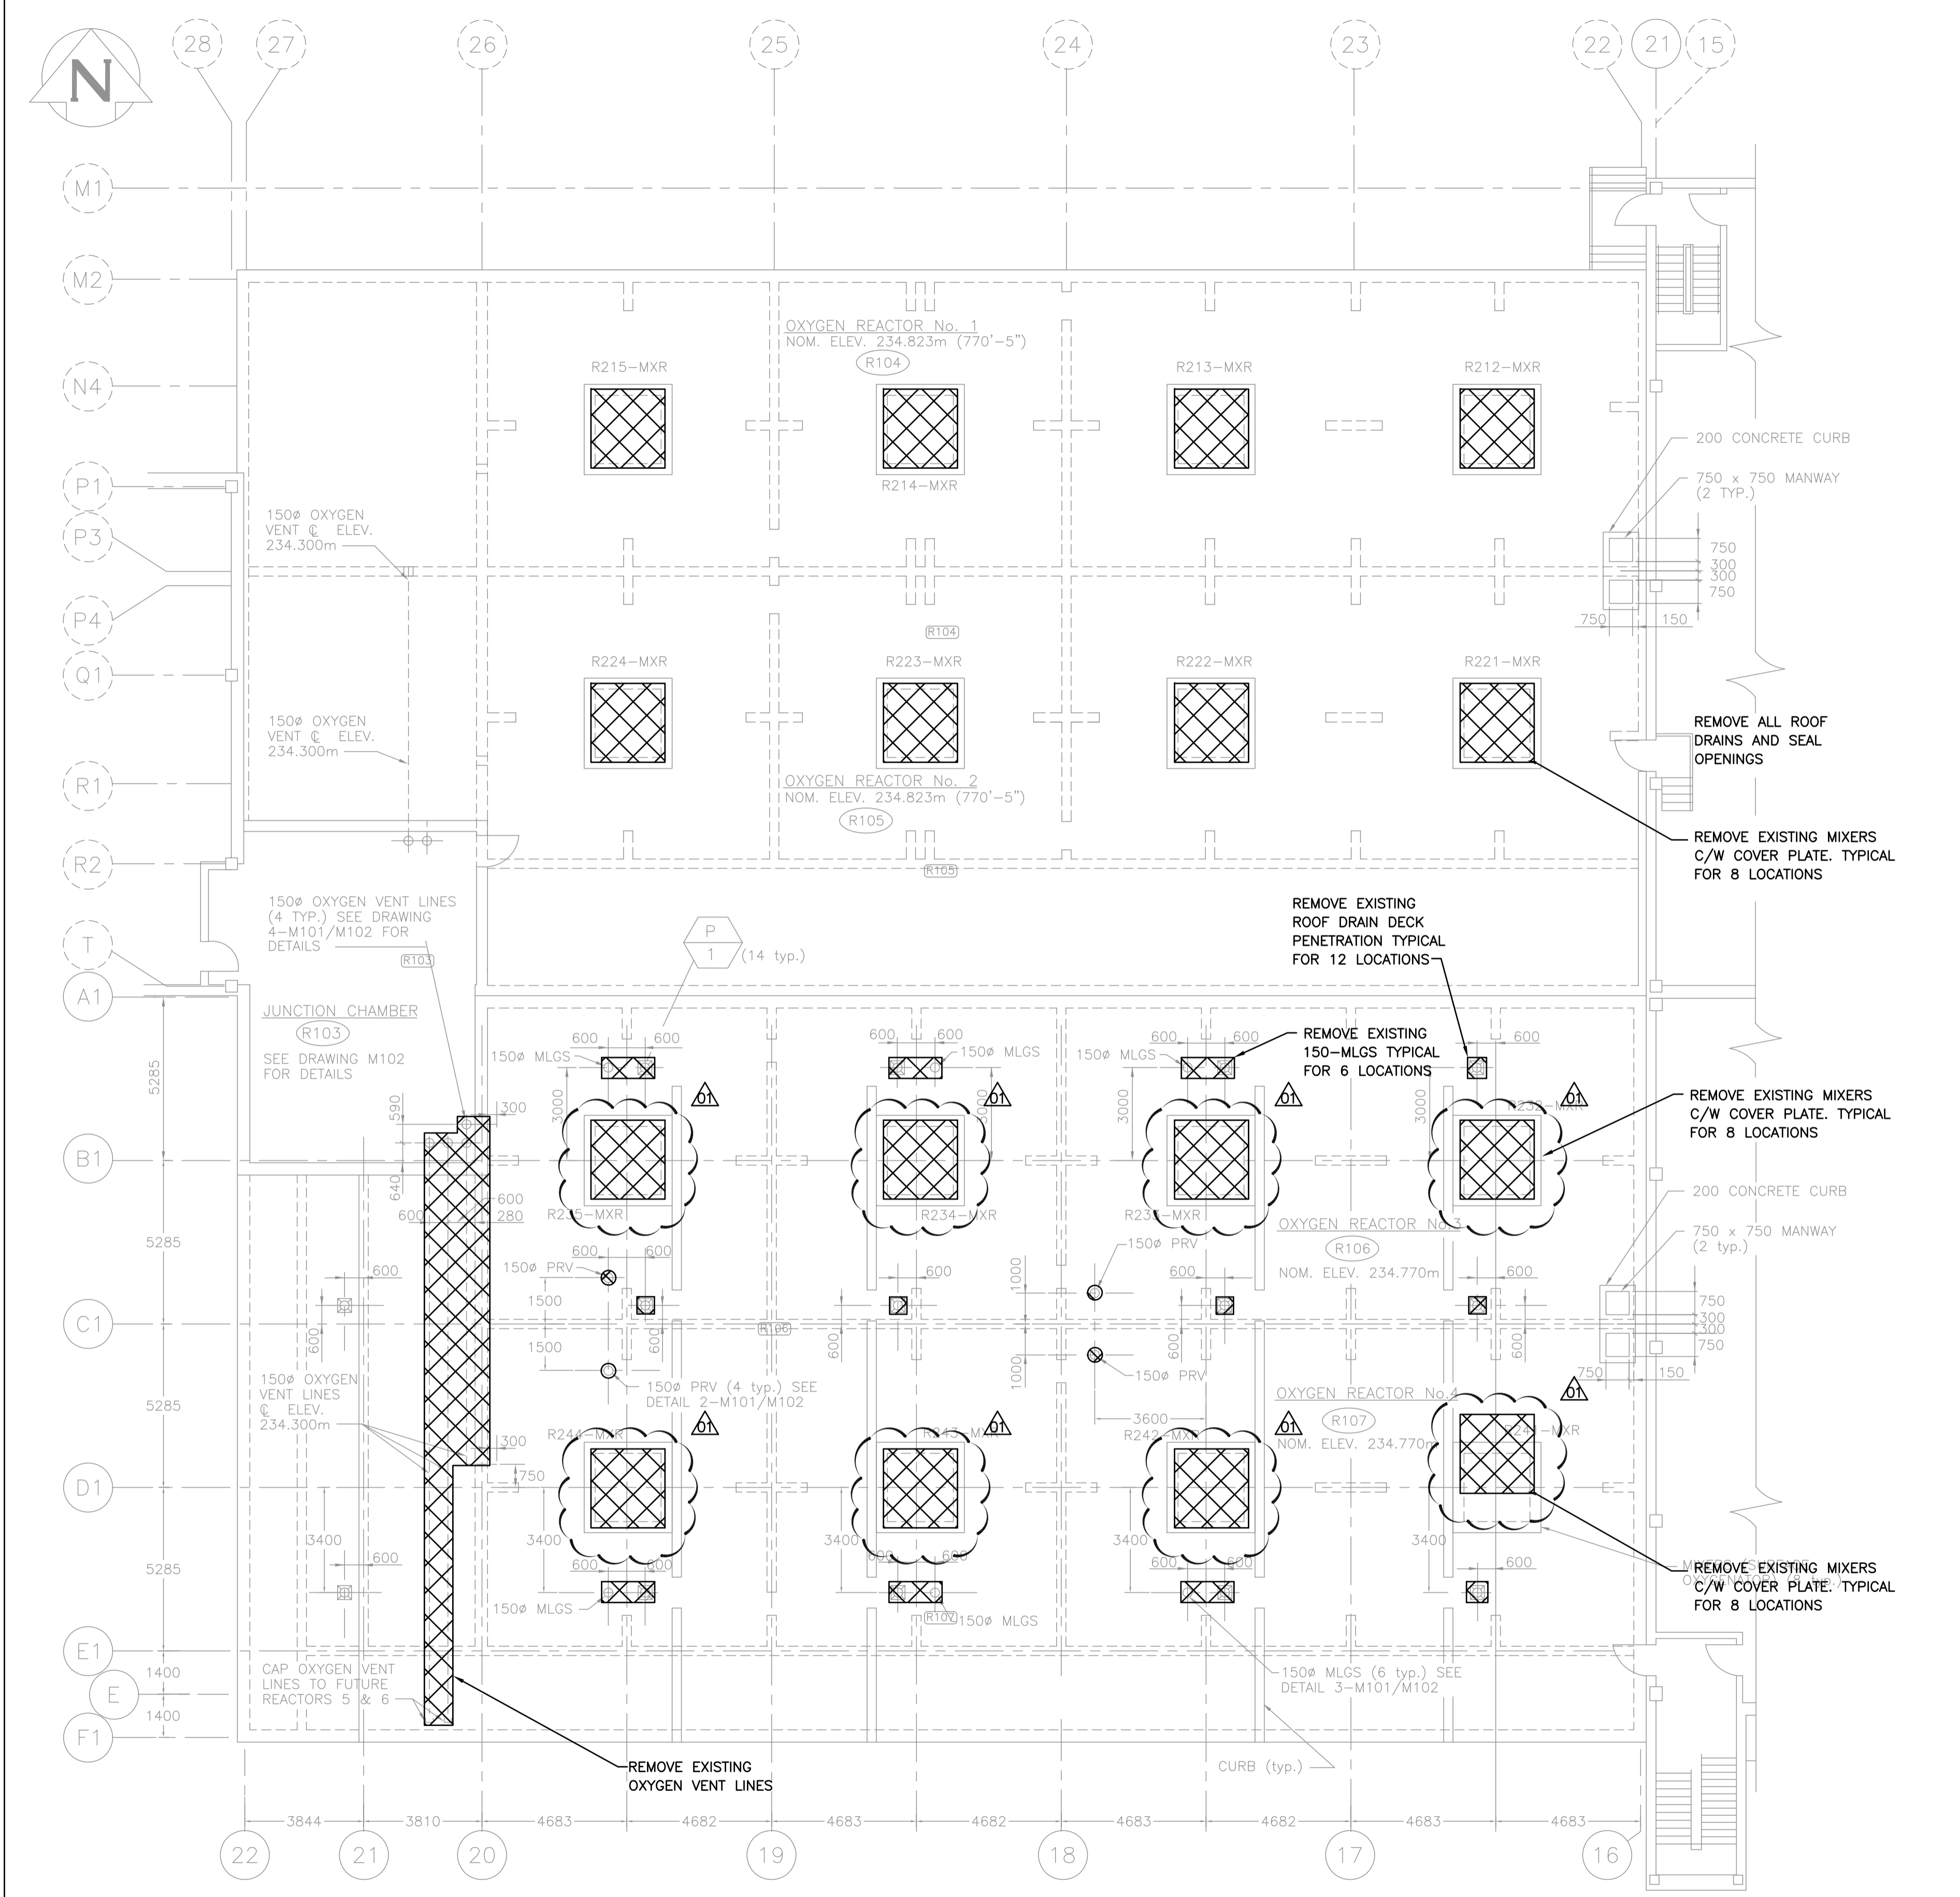 28
27
26
25
24
23
22
21
15
N
M1
M2
N4
P1
P3
P4
Q1
R1
R2
T
A1
B1
C1
D1
E1
E
F1
OXYGEN REACTOR No. 1
NOM. ELEV. 234.823m (770'-5")
R104
R215-MXR
R214-MXR
R213-MXR
R212-MXR
200 CONCRETE CURB
750 x 750 MANWAY
(2 TYP.)
750
300
300
750
750
150
150ø OXYGEN
VENT ℄ ELEV.
234.300m
R104
R224-MXR
R223-MXR
R222-MXR
R221-MXR
150ø OXYGEN
VENT ℄ ELEV.
234.300m
OXYGEN REACTOR No. 2
NOM. ELEV. 234.823m (770'-5")
R105
R105
REMOVE ALL ROOF
DRAINS AND SEAL
OPENINGS
REMOVE EXISTING MIXERS
C/W COVER PLATE. TYPICAL
FOR 8 LOCATIONS
150ø OXYGEN VENT LINES
(4 TYP.) SEE DRAWING
4-M101/M102 FOR
DETAILS
R103
P
1
(14 typ.)
REMOVE EXISTING
ROOF DRAIN DECK
PENETRATION TYPICAL
FOR 12 LOCATIONS
JUNCTION CHAMBER
R103
SEE DRAWING M102
FOR DETAILS
REMOVE EXISTING
150-MLGS TYPICAL
FOR 6 LOCATIONS
600
600
150ø MLGS
600
600
150ø MLGS
150ø MLGS
600
600
600
3000
3000
3000
3000
01
01
01
01
R232-MXR
REMOVE EXISTING MIXERS
C/W COVER PLATE. TYPICAL
FOR 8 LOCATIONS
5285
5285
5285
5285
1400
1400
590
300
640
600
600
280
R235-MXR
R234-MXR
R233-MXR
OXYGEN REACTOR No.3
R106
NOM. ELEV. 234.770m
200 CONCRETE CURB
750 x 750 MANWAY
(2 typ.)
750
300
300
750
750
150
600
600
600
600
150ø PRV
1500
1500
600
600
600
R106
150ø PRV
1000
1000
600
600
600
600
150ø PRV
3600
150ø PRV (4 typ.) SEE
DETAIL 2-M101/M102
150ø OXYGEN
VENT LINES
℄ ELEV.
234.300m
OXYGEN REACTOR No.4
R107
NOM. ELEV. 234.770m
01
01
01
01
R244-MXR
R243-MXR
R242-MXR
R241-MXR
300
750
3400
600
3400
3400
3400
3400
600
600
600
600
600
600
600
150ø MLGS
R107
150ø MLGS
REMOVE EXISTING MIXERS
C/W COVER PLATE. TYPICAL
FOR 8 LOCATIONS
150ø MLGS (6 typ.) SEE
DETAIL 3-M101/M102
CAP OXYGEN VENT
LINES TO FUTURE
REACTORS 5 & 6
REMOVE EXISTING
OXYGEN VENT LINES
CURB (typ.)
3844
3810
4683
4682
4683
4682
4683
4682
4683
4683
22
21
20
19
18
17
16